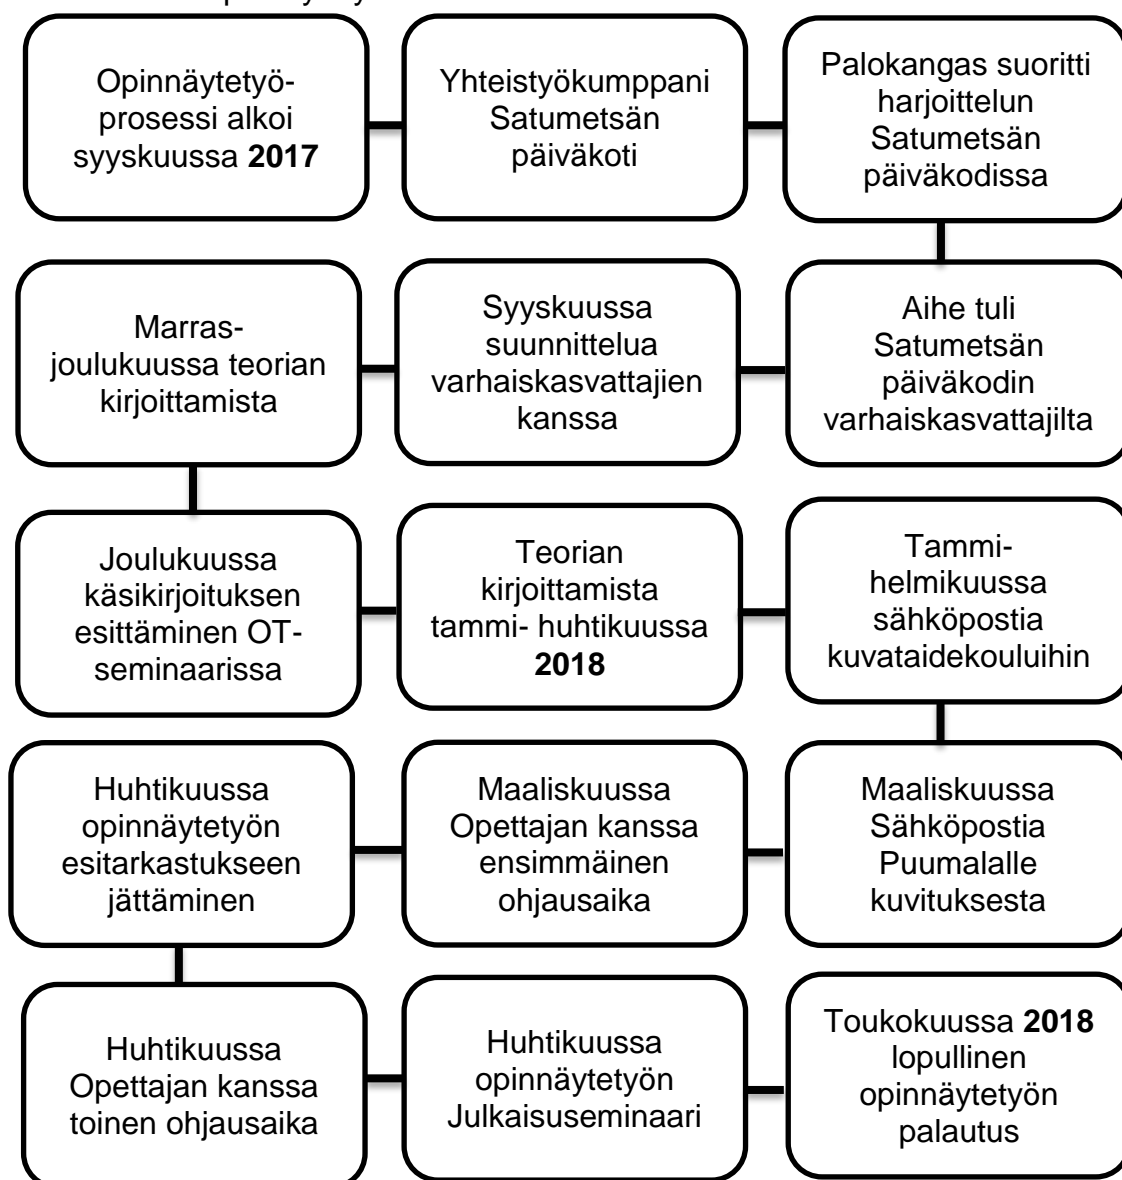 Opinnäytetyö-
prosessi alkoi
syyskuussa 2017
Yhteistyökumppani
Satumetsän
päiväkoti
Palokangas suoritti
harjoittelun
Satumetsän
päiväkodissa
Aihe tuli
Satumetsän
päiväkodin
varhaiskasvattajilta
Syyskuussa
suunnittelua
varhaiskasvattajien
kanssa
Marras-
joulukuussa teorian
kirjoittamista
Joulukuussa
käsikirjoituksen
esittäminen OT-
seminaarissa
Teorian
kirjoittamista
tammi- huhtikuussa
2018
Tammi-
helmikuussa
sähköpostia
kuvataidekouluihin
Maaliskuussa
Sähköpostia
Puumalalle
kuvituksesta
Maaliskuussa
Opettajan kanssa
ensimmäinen
ohjausaika
Huhtikuussa
opinnäytetyön
esitarkastukseen
jättäminen
Huhtikuussa
Opettajan kanssa
toinen ohjausaika
Huhtikuussa
opinnäytetyön
Julkaisuseminaari
Toukokuussa 2018
lopullinen
opinnäytetyön
palautus